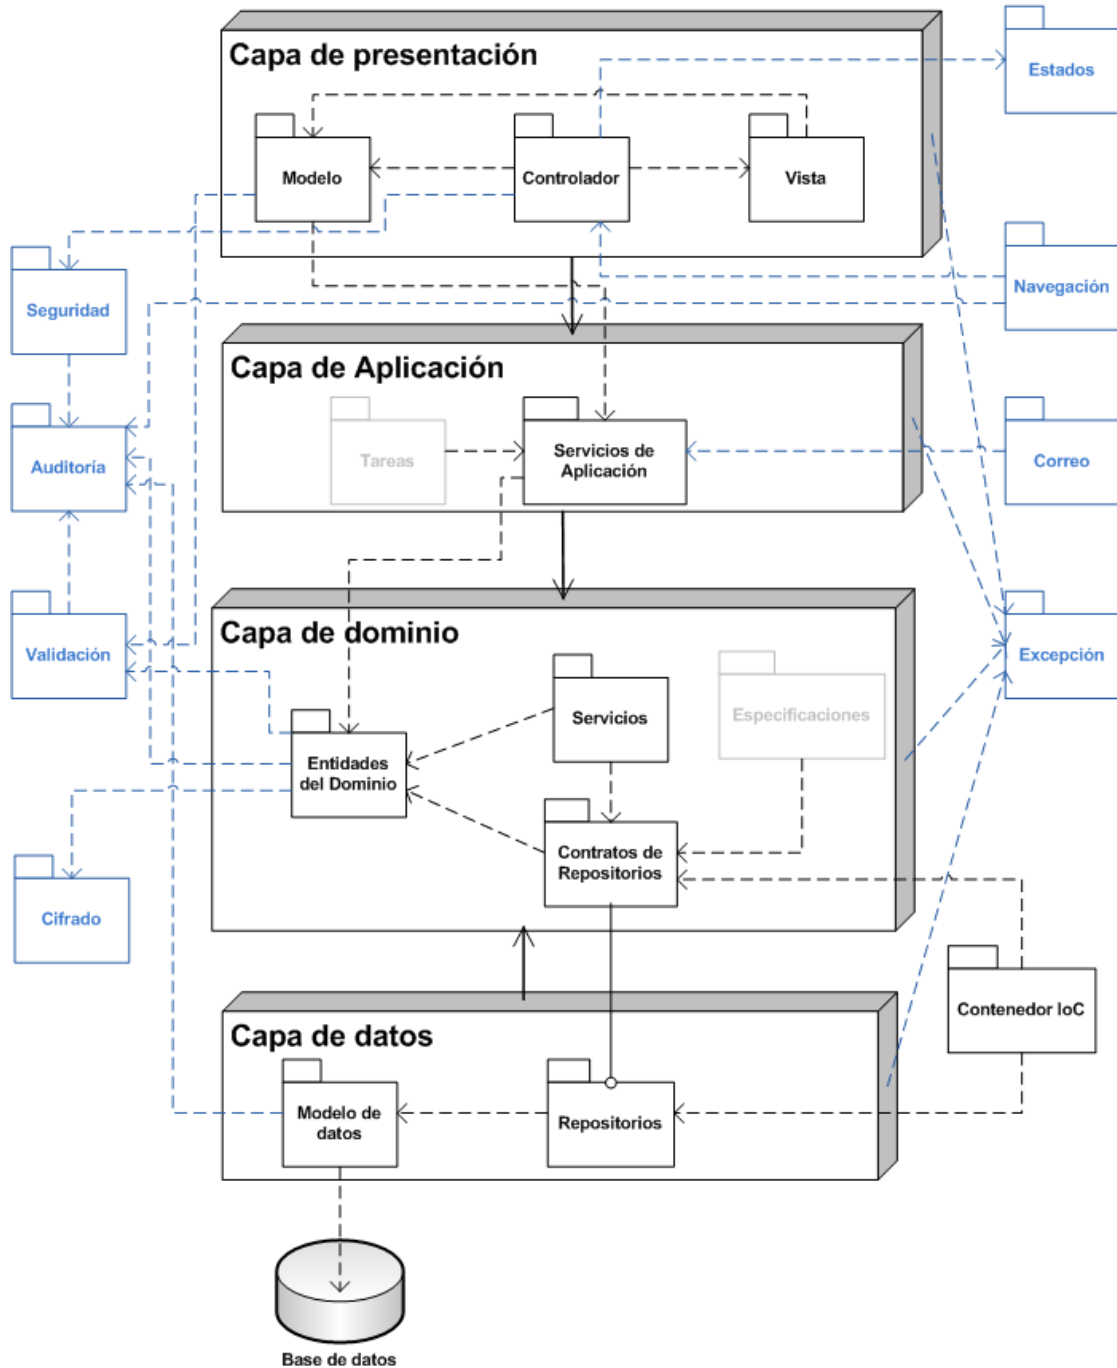 Capa de presentación
Estados
Modelo
Controlador
Vista
Seguridad
Navegación
Capa de Aplicación
Tareas
Servicios de
Aplicación
Auditoría
Correo
Capa de dominio
Validación
Excepción
Servicios
Especificaciones
Entidades
del Dominio
Contratos de
Repositorios
Cifrado
Contenedor IoC
Capa de datos
Modelo de
datos
Repositorios
Base de datos